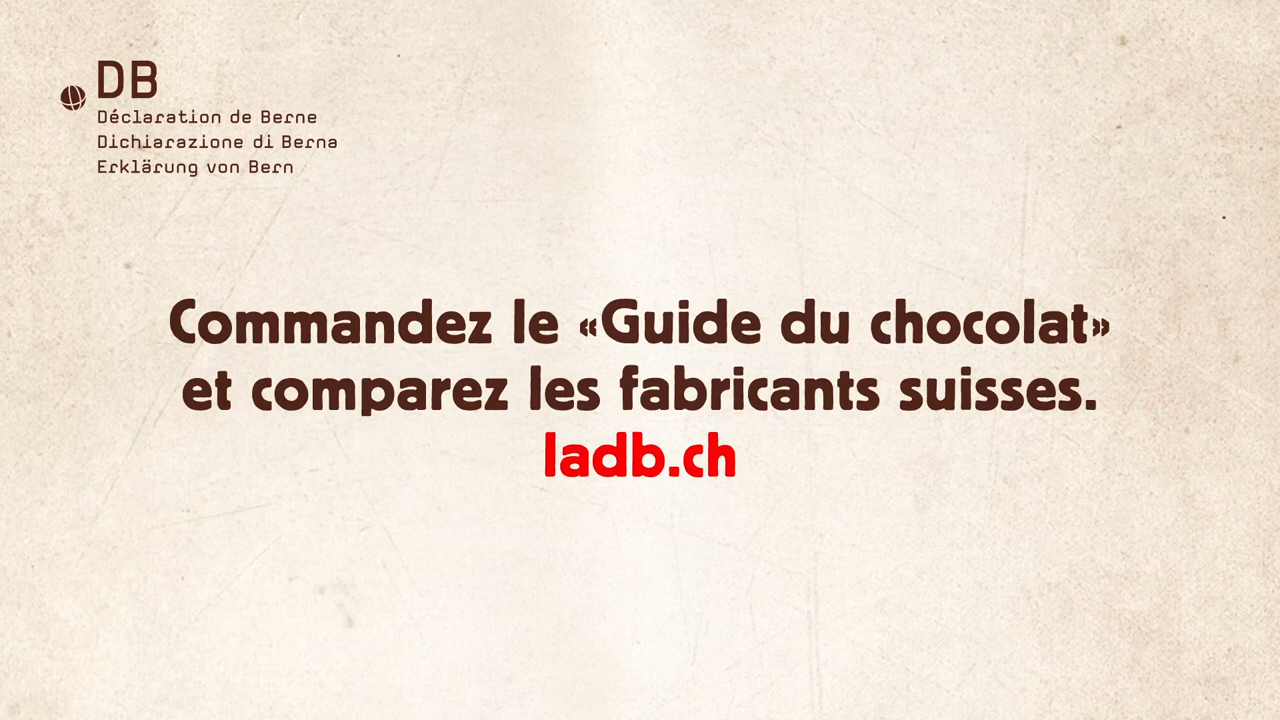 DB
Déclaration de Berne
Dichiarazione di Berna
Erklärung von Bern
Commandez le «Guide du chocolat»
et comparez les fabricants suisses.
ladb.ch